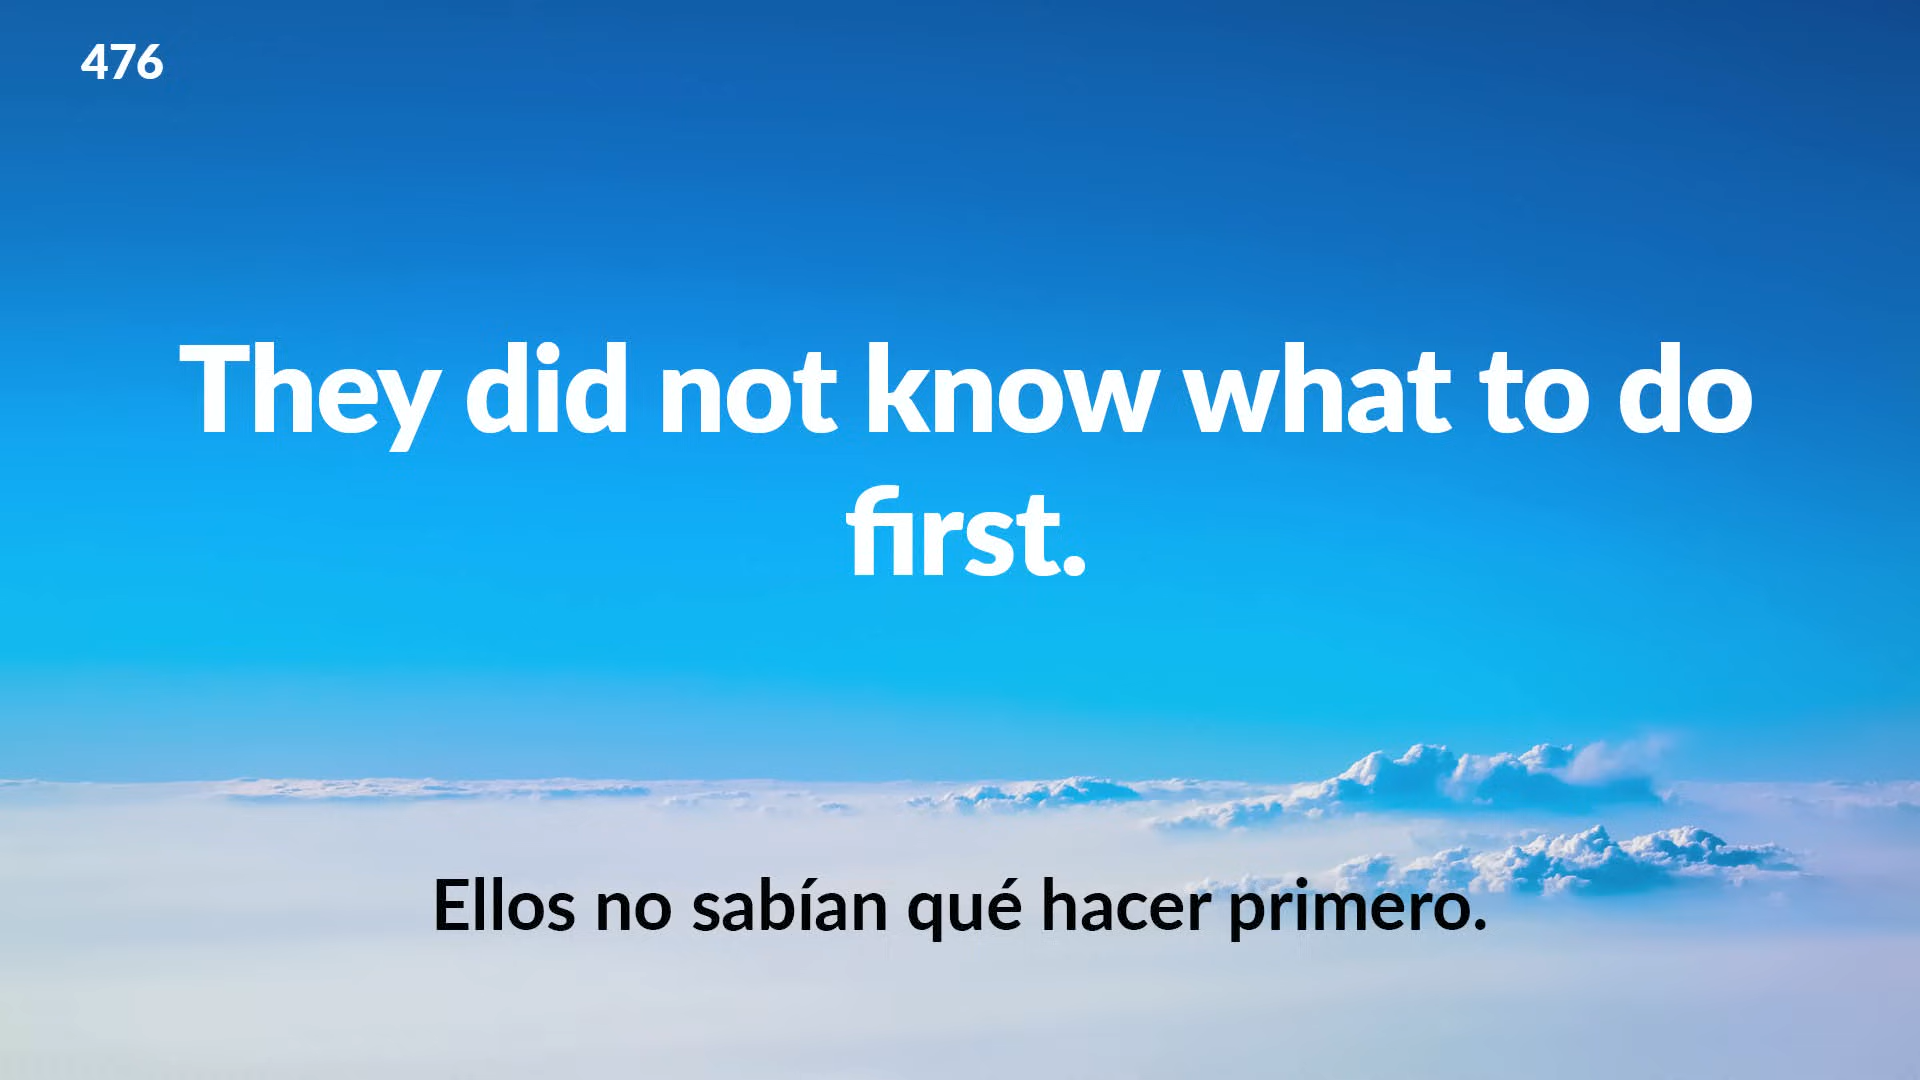 476
They did not know what to do
first.
Ellos no sabían qué hacer primero.